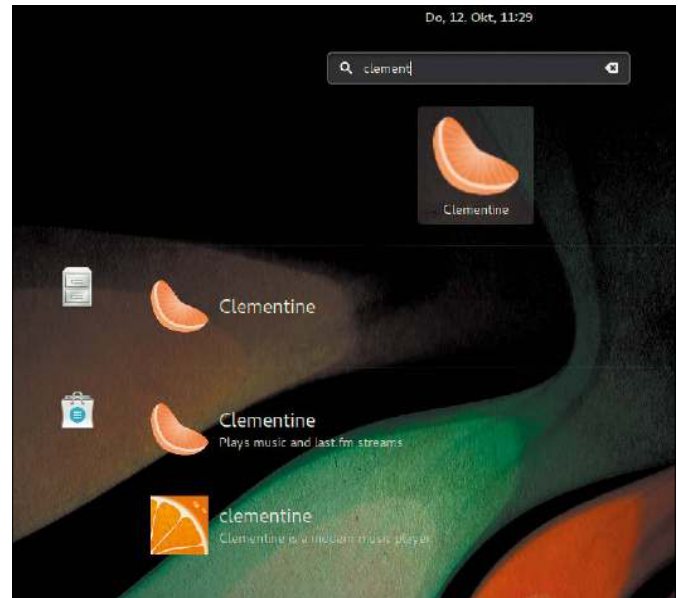 Do, 12. Okt, 11:29
clement
Clementine
Clementine
Clementine
Plays music and last.fm streams
clementine
Clementine is a modern music player